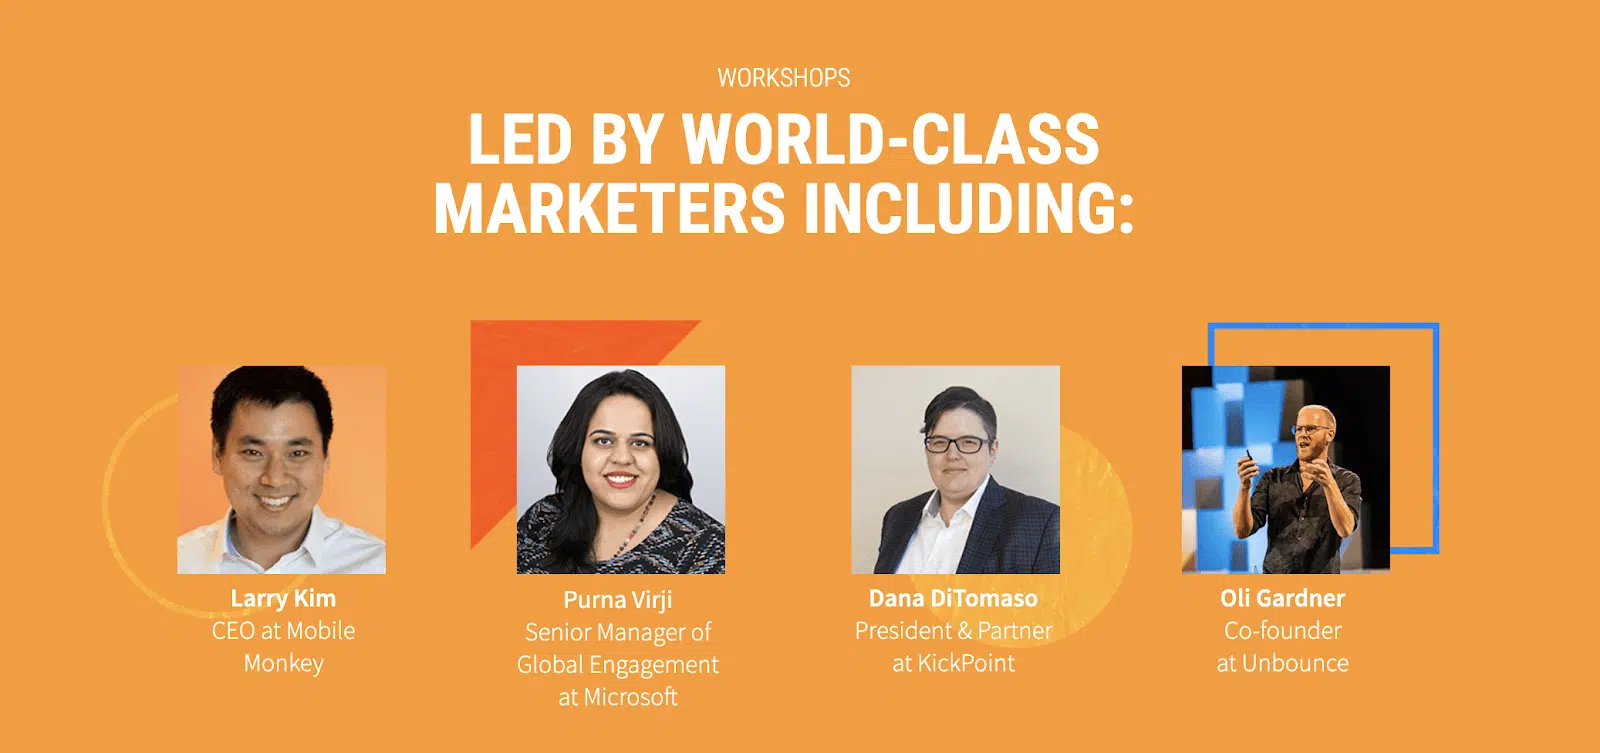 WORKSHOPS
LED BY WORLD-CLASS
MARKETERS INCLUDING:
Larry Kim
CEO at Mobile
Monkey
Purna Virji
Senior Manager of
Global Engagement
at Microsoft
Dana DiTomaso
President & Partner
at KickPoint
Oli Gardner
Co-founder
at Unbounce